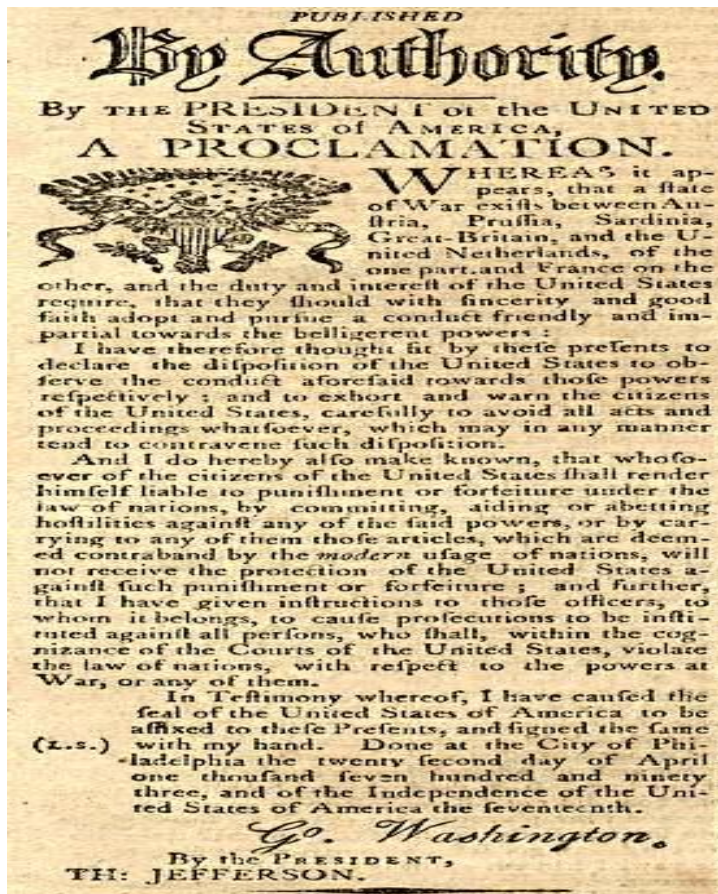 PUBLISHED
By Authority.
By THE PRESIDENT of the UNITED
STATES of AMERICA,
A PROCLAMATION.
WHEREAS it ap-
pears, that a ſtate
of War exiſts between Au-
ſtria, Pruſſia, Sardinia,
Great-Britain, and the U-
nited Netherlands, of the
one part, and France on the
other, and the duty and intereſt of the United States
require, that they ſhould with ſincerity and good
faith adopt and purſue a conduct friendly and im-
partial towards the belligerent powers :
I have therefore thought fit by theſe preſents to
declare the diſpoſition of the United States to ob-
ſerve the conduct aforeſaid towards thoſe powers
reſpectively ; and to exhort and warn the citizens
of the United States, carefully to avoid all acts and
proceedings whatſoever, which may in any manner
tend to contravene ſuch diſpoſition.
And I do hereby alſo make known, that whoſo-
ever of the citizens of the United States ſhall render
himſelf liable to puniſhment or forfeiture under the
law of nations, by committing, aiding or abetting
hoſtilities againſt any of the ſaid powers, or by car-
rying to any of them thoſe articles, which are deem-
ed contraband by the modern uſage of nations, will
not receive the protection of the United States a-
gainſt ſuch puniſhment or forfeiture ; and further,
that I have given inſtructions to thoſe officers, to
whom it belongs, to cauſe proſecutions to be inſti-
tuted againſt all perſons, who ſhall, within the cog-
nizance of the Courts of the United States, violate
the law of nations, with reſpect to the powers at
War, or any of them.
In Teſtimony whereof, I have cauſed the
ſeal of the United States of America to be
affixed to theſe Preſents, and ſigned the ſame
(L.S.) with my hand. Done at the City of Phi-
ladelphia the twenty ſecond day of April
one thouſand ſeven hundred and ninety
three, and of the Independence of the Uni-
ted States of America the ſeventeenth.
Go. Washington.
By the PRESIDENT,
TH: JEFFERSON.